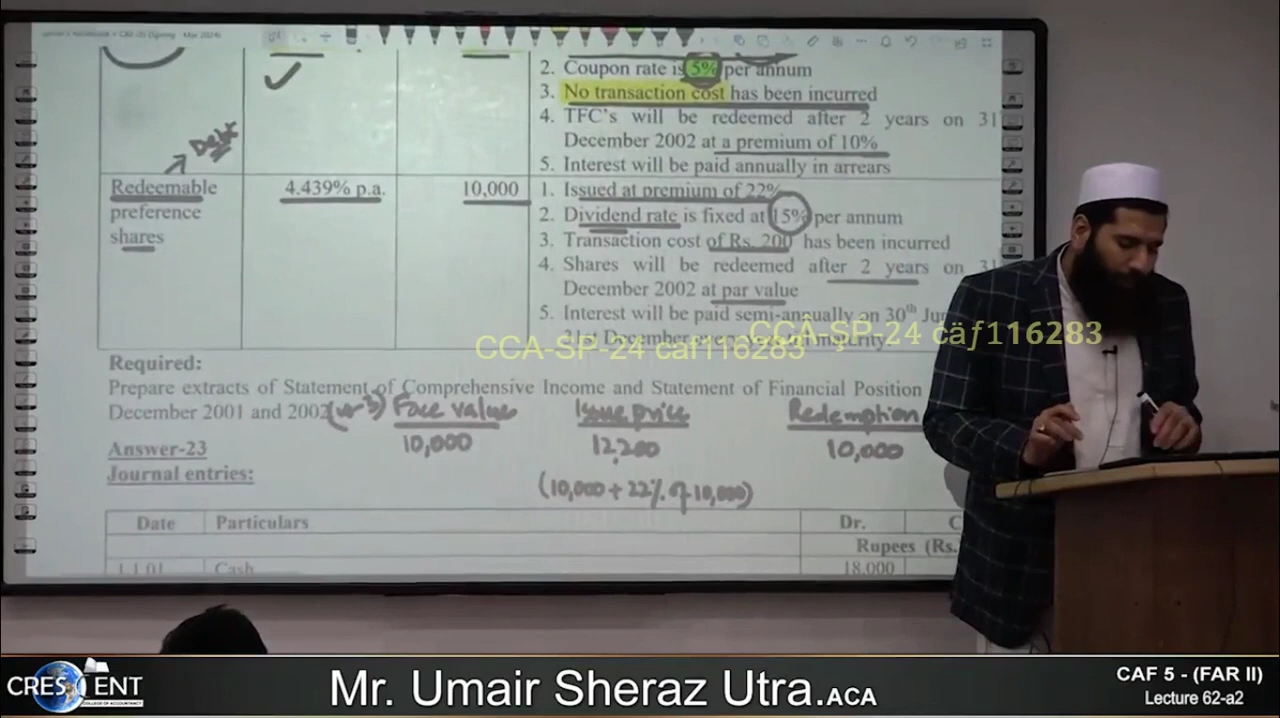 2. Coupon rate is 5% per annum
3. No transaction cost has been incurred
4. TFC's will be redeemed after 2 years on 31
December 2002 at a premium of 10%
5. Interest will be paid annually in arrears
Debt
Redeemable preference shares
4.439% p.a.
10,000
1. Issued at premium of 22%
2. Dividend rate is fixed at 15% per annum
3. Transaction cost of Rs. 200 has been incurred
4. Shares will be redeemed after 2 years on 31
December 2002 at par value
5. Interest will be paid semi-annually on 30th Jun
CCA-SP-24 caf116283
CCA-SP-24 caf116283
Required:
Prepare extracts of Statement of Comprehensive Income and Statement of Financial Position
December 2001 and 2002
Face value Issue price Redemption
10,000 12,200 10,000
Answer-23
Journal entries:
(10,000 + 22% of 10,000)
Date Particulars Dr. C
Rupees (Rs.
1.1.01 Cash 18,000
CRESCENT
COLLEGE OF ACCOUNTANCY
Mr. Umair Sheraz Utra.ACA
CAF 5 - (FAR II)
Lecture 62-a2